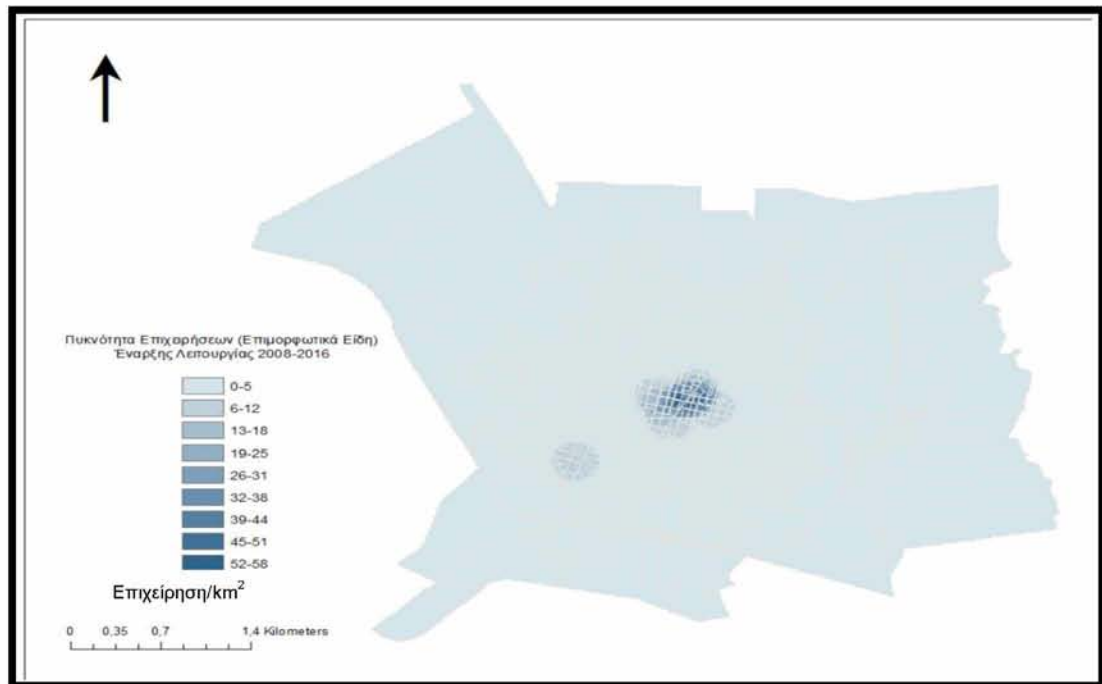 Πυκνότητα Επιχειρήσεων (Επιμορφωτικά Είδη)
Έναρξης Λειτουργίας 2008-2016
0-5
6-12
13-18
19-25
26-31
32-38
39-44
45-51
52-58
Επιχείρηση/km²
0 0,35 0,7 1,4 Kilometers